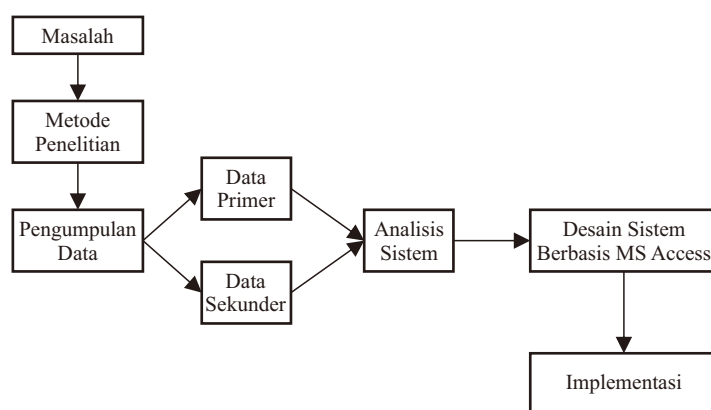 Masalah
Metode
Penelitian
Pengumpulan
Data
Data
Primer
Data
Sekunder
Analisis
Sistem
Desain Sistem
Berbasis MS Access
Implementasi